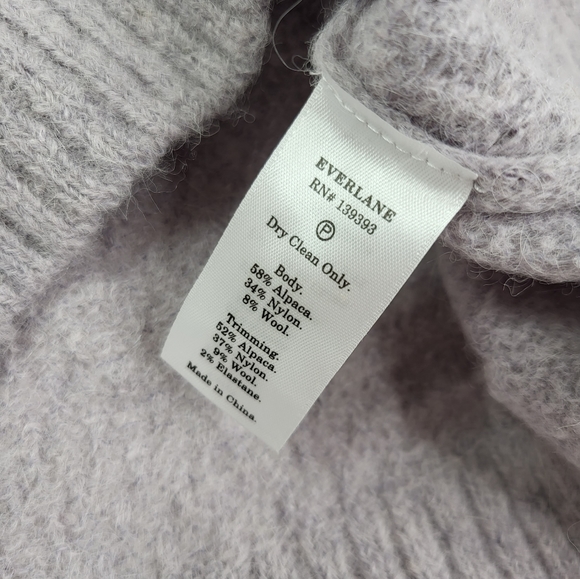 EVERLANE
RN# 139393
P
Dry Clean Only.
Body.
58% Alpaca.
34% Nylon.
8% Wool.
Trimming.
52% Alpaca.
37% Nylon.
9% Wool.
2% Elastane.
Made in China.